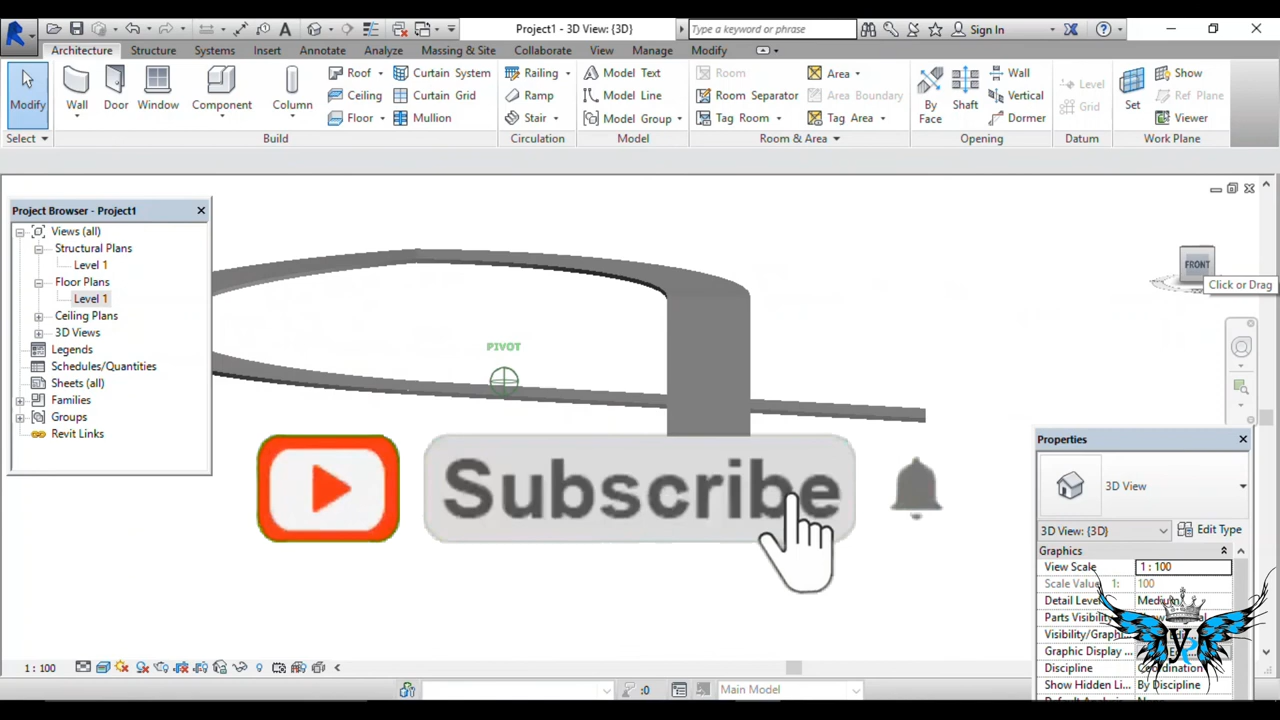 Project1 - 3D View: {3D}
Type a keyword or phrase
Sign In
Architecture Structure Systems Insert Annotate Analyze Massing & Site Collaborate View Manage Modify
Modify
Wall
Door
Window
Component
Column
Roof
Ceiling
Floor
Curtain System
Curtain Grid
Mullion
Railing
Ramp
Stair
Model Text
Model Line
Model Group
Room
Room Separator
Tag Room
Area
Area Boundary
Tag Area
By
Face
Shaft
Wall
Vertical
Dormer
Level
Grid
Set
Show
Ref Plane
Viewer
Select Build Circulation Model Room & Area Opening Datum Work Plane
Project Browser - Project1
Views (all)
Structural Plans
Level 1
Floor Plans
Level 1
Ceiling Plans
3D Views
Legends
Schedules/Quantities
Sheets (all)
Families
Groups
Revit Links
PIVOT
FRONT
Click or Drag
Subscribe
Properties
3D View
3D View: {3D}
Edit Type
Graphics
View Scale 1 : 100
Scale Value 1: 100
Detail Level Medium
Parts Visibility
Visibility/Graphi...
Graphic Display ...
Discipline Coordination
Show Hidden Li... By Discipline
1 : 100
:0
Main Model